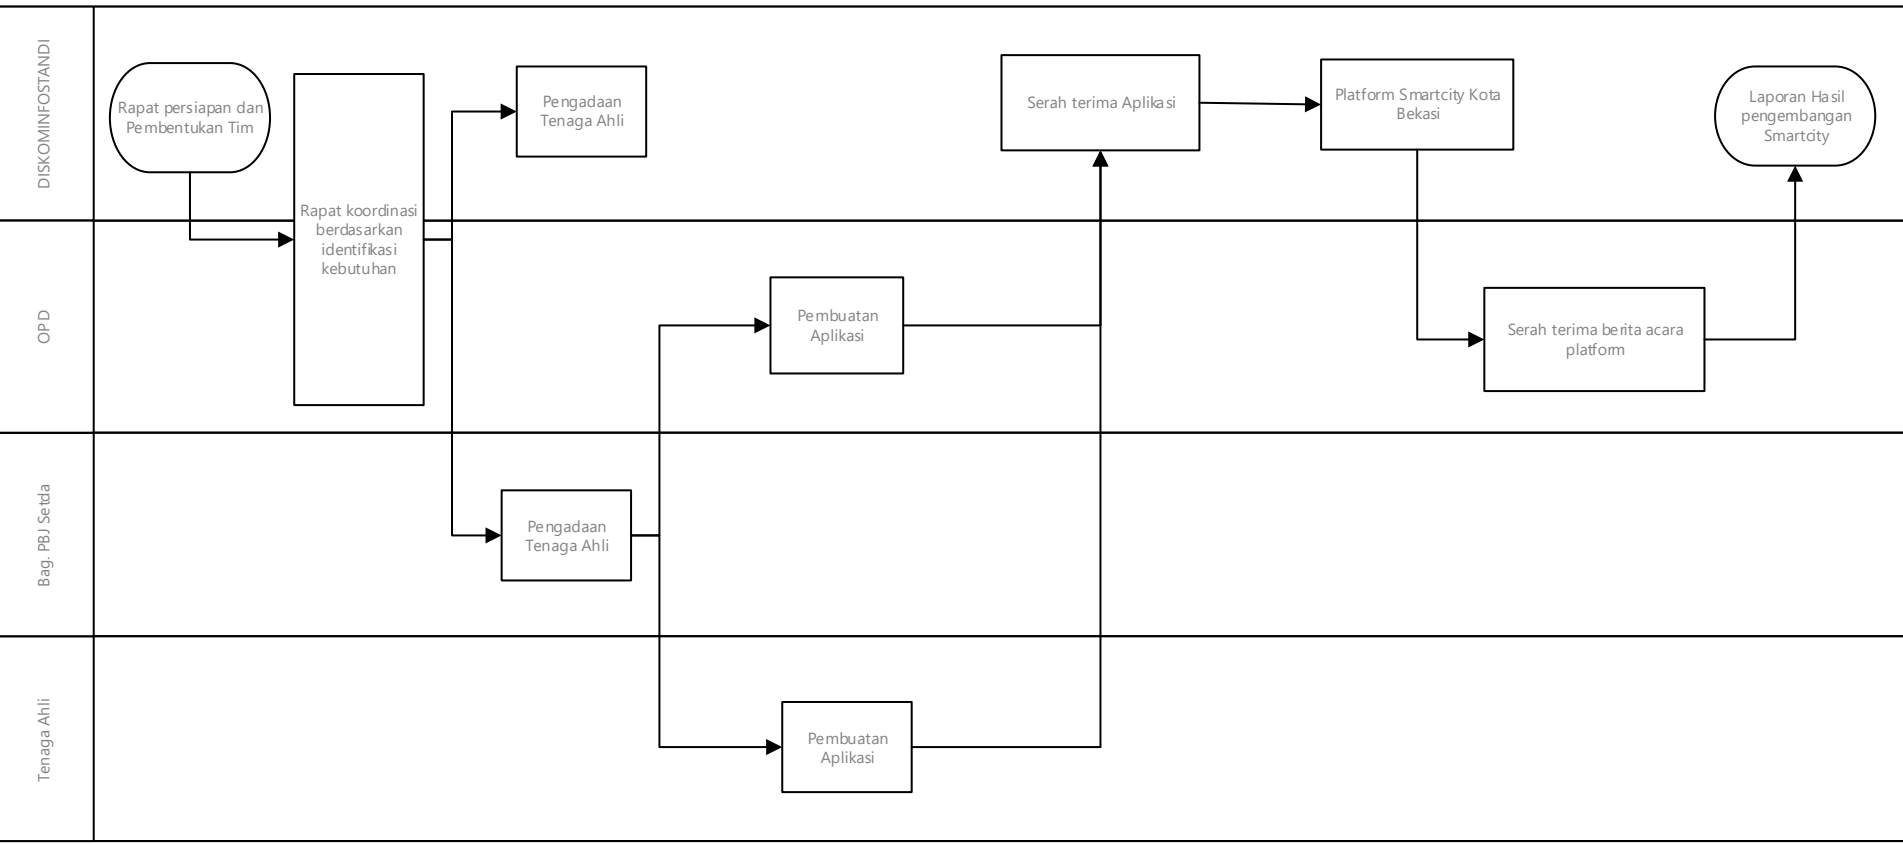 DISKOMINFOSTANDI
Rapat persiapan dan
Pembentukan Tim
Rapat koordinasi
berdasarkan
identifikasi
kebutuhan
Pengadaan
Tenaga Ahli
Serah terima Aplikasi
Platform Smartcity Kota
Bekasi
Laporan Hasil
pengembangan
Smartcity
OPD
Pembuatan
Aplikasi
Serah terima berita acara
platform
Bag. PBJ Setda
Pengadaan
Tenaga Ahli
Tenaga Ahli
Pembuatan
Aplikasi